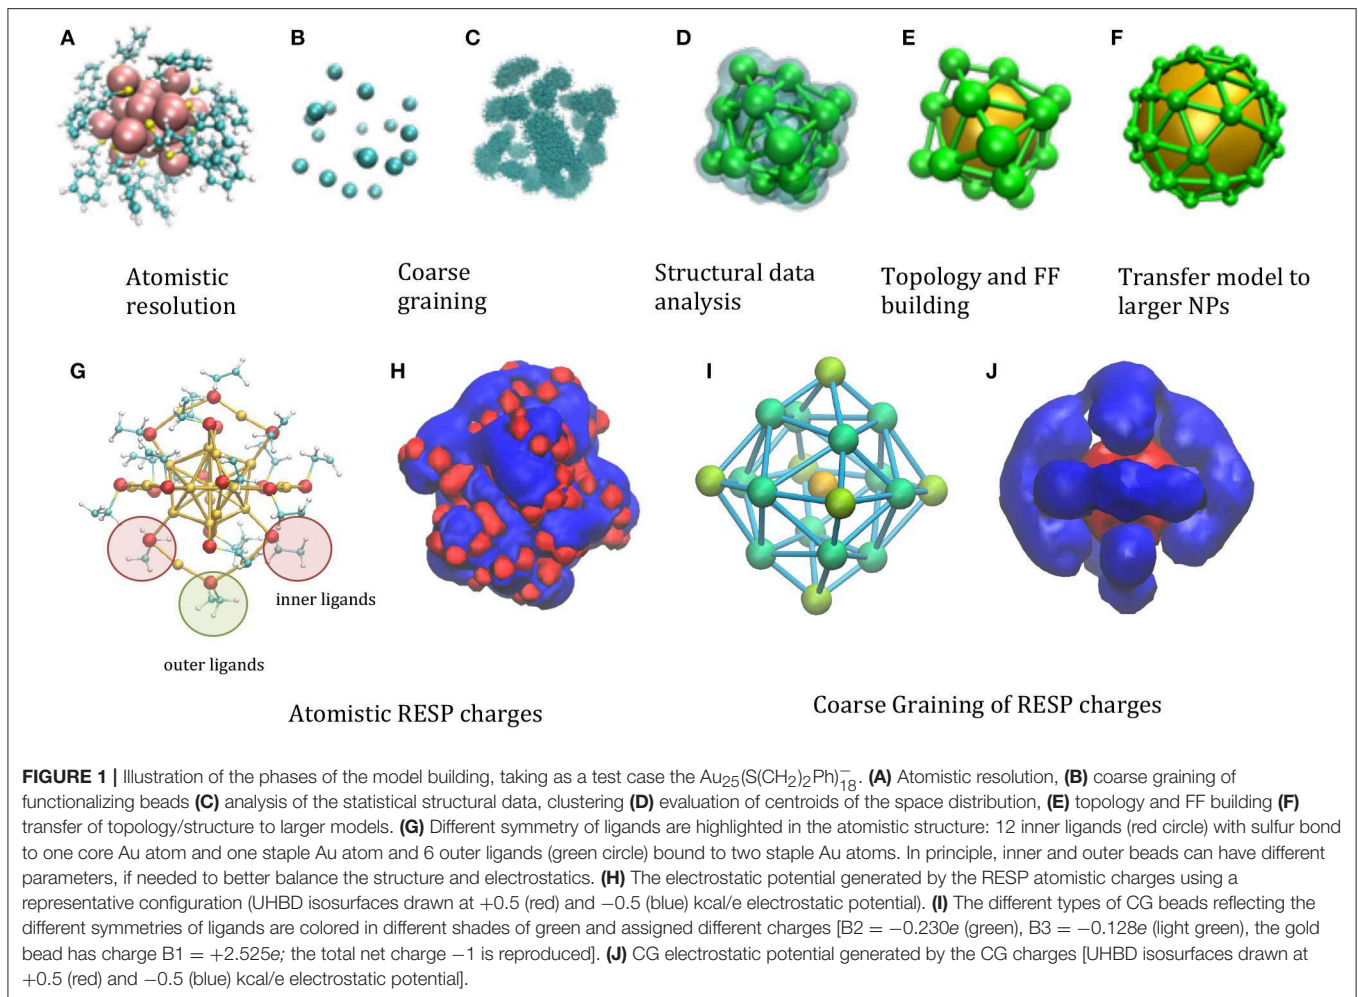 A B C D E F
Atomistic resolution
Coarse graining
Structural data analysis
Topology and FF building
Transfer model to larger NPs
G H I J
inner ligands
outer ligands
Atomistic RESP charges
Coarse Graining of RESP charges
FIGURE 1 | Illustration of the phases of the model building, taking as a test case the Au25(S(CH2)2Ph)18−. (A) Atomistic resolution, (B) coarse graining of
functionalizing beads (C) analysis of the statistical structural data, clustering (D) evaluation of centroids of the space distribution, (E) topology and FF building (F)
transfer of topology/structure to larger models. (G) Different symmetry of ligands are highlighted in the atomistic structure: 12 inner ligands (red circle) with sulfur bond
to one core Au atom and one staple Au atom and 6 outer ligands (green circle) bound to two staple Au atoms. In principle, inner and outer beads can have different
parameters, if needed to better balance the structure and electrostatics. (H) The electrostatic potential generated by the RESP atomistic charges using a
representative configuration (UHBD isosurfaces drawn at +0.5 (red) and −0.5 (blue) kcal/e electrostatic potential). (I) The different types of CG beads reflecting the
different symmetries of ligands are colored in different shades of green and assigned different charges [B2 = −0.230e (green), B3 = −0.128e (light green), the gold
bead has charge B1 = +2.525e; the total net charge −1 is reproduced]. (J) CG electrostatic potential generated by the CG charges [UHBD isosurfaces drawn at
+0.5 (red) and −0.5 (blue) kcal/e electrostatic potential].